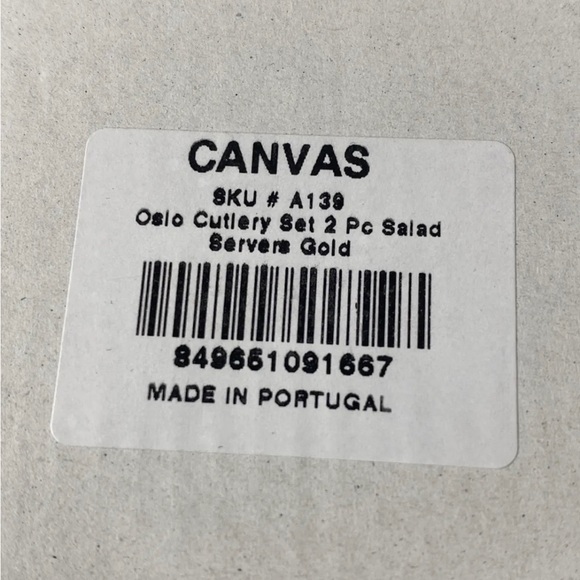 CANVAS
SKU # A139
Oslo Cutlery Set 2 Pc Salad
Servers Gold
849651091667
MADE IN PORTUGAL